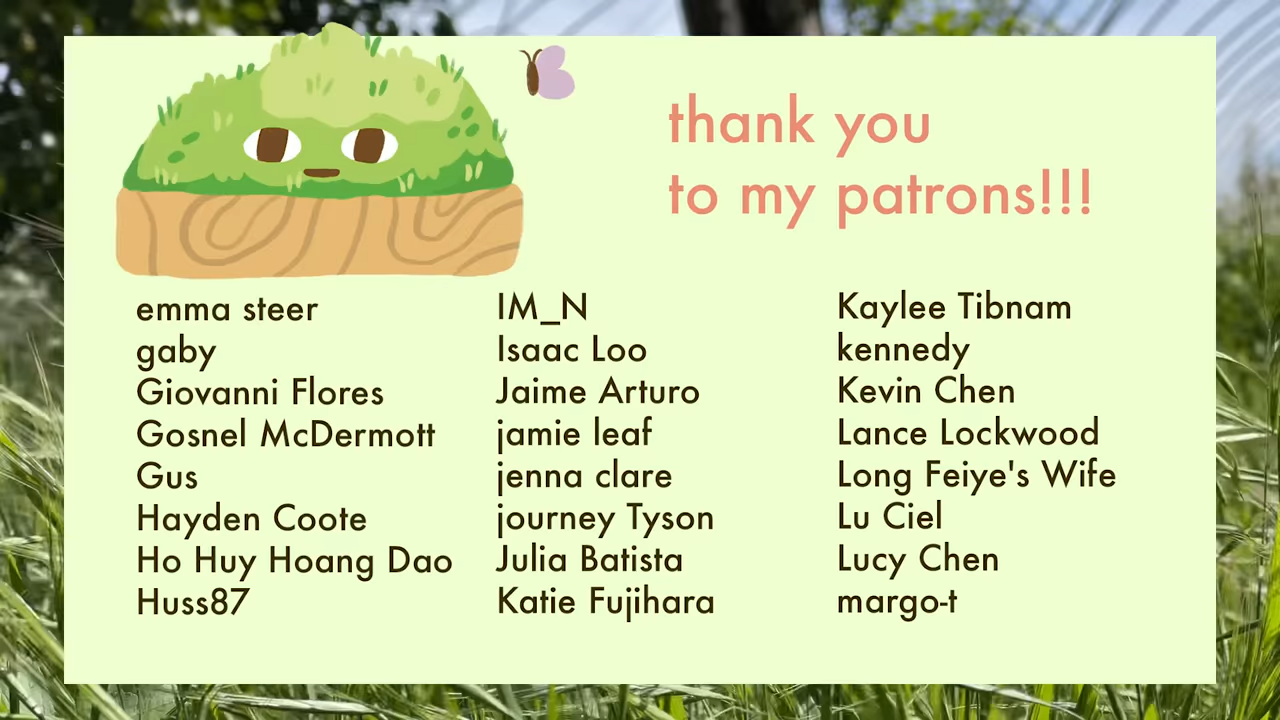 thank you
to my patrons!!!
emma steer
gaby
Giovanni Flores
Gosnel McDermott
Gus
Hayden Coote
Ho Huy Hoang Dao
Huss87
IM_N
Isaac Loo
Jaime Arturo
jamie leaf
jenna clare
journey Tyson
Julia Batista
Katie Fujihara
Kaylee Tibnam
kennedy
Kevin Chen
Lance Lockwood
Long Feiye's Wife
Lu Ciel
Lucy Chen
margo-t